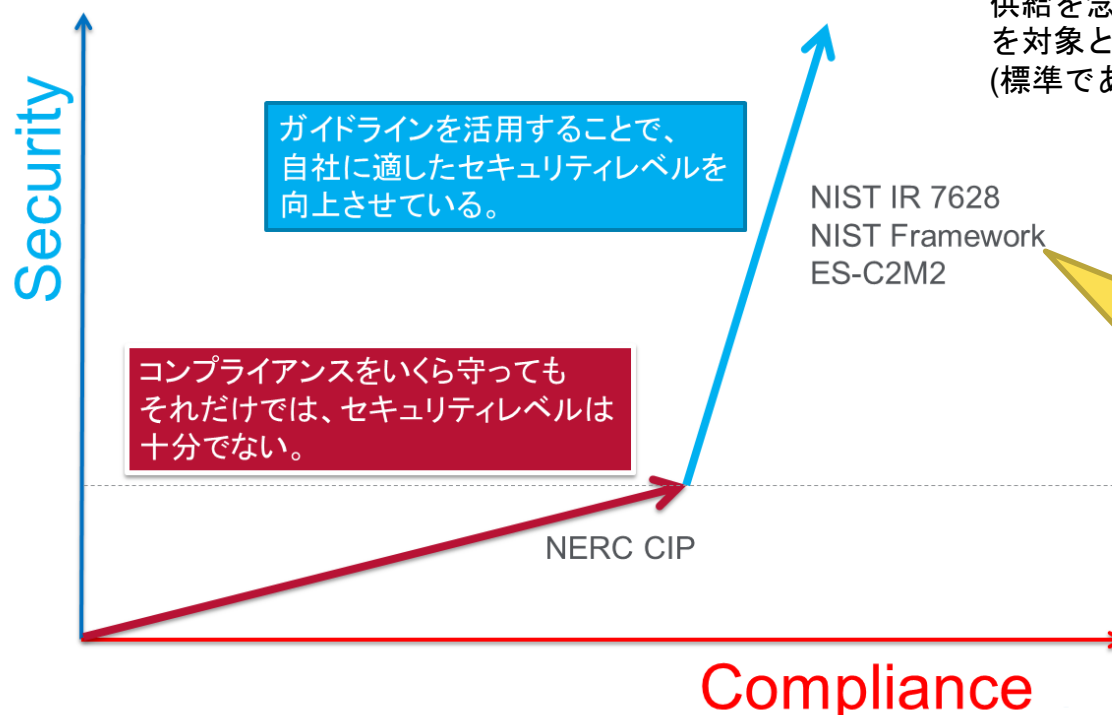 供給を念
を対象と
(標準であ
Security
ガイドラインを活用することで、
自社に適したセキュリティレベルを
向上させている。
NIST IR 7628
NIST Framework
ES-C2M2
コンプライアンスをいくら守っても
それだけでは、セキュリティレベルは
十分でない。
NERC CIP
Compliance